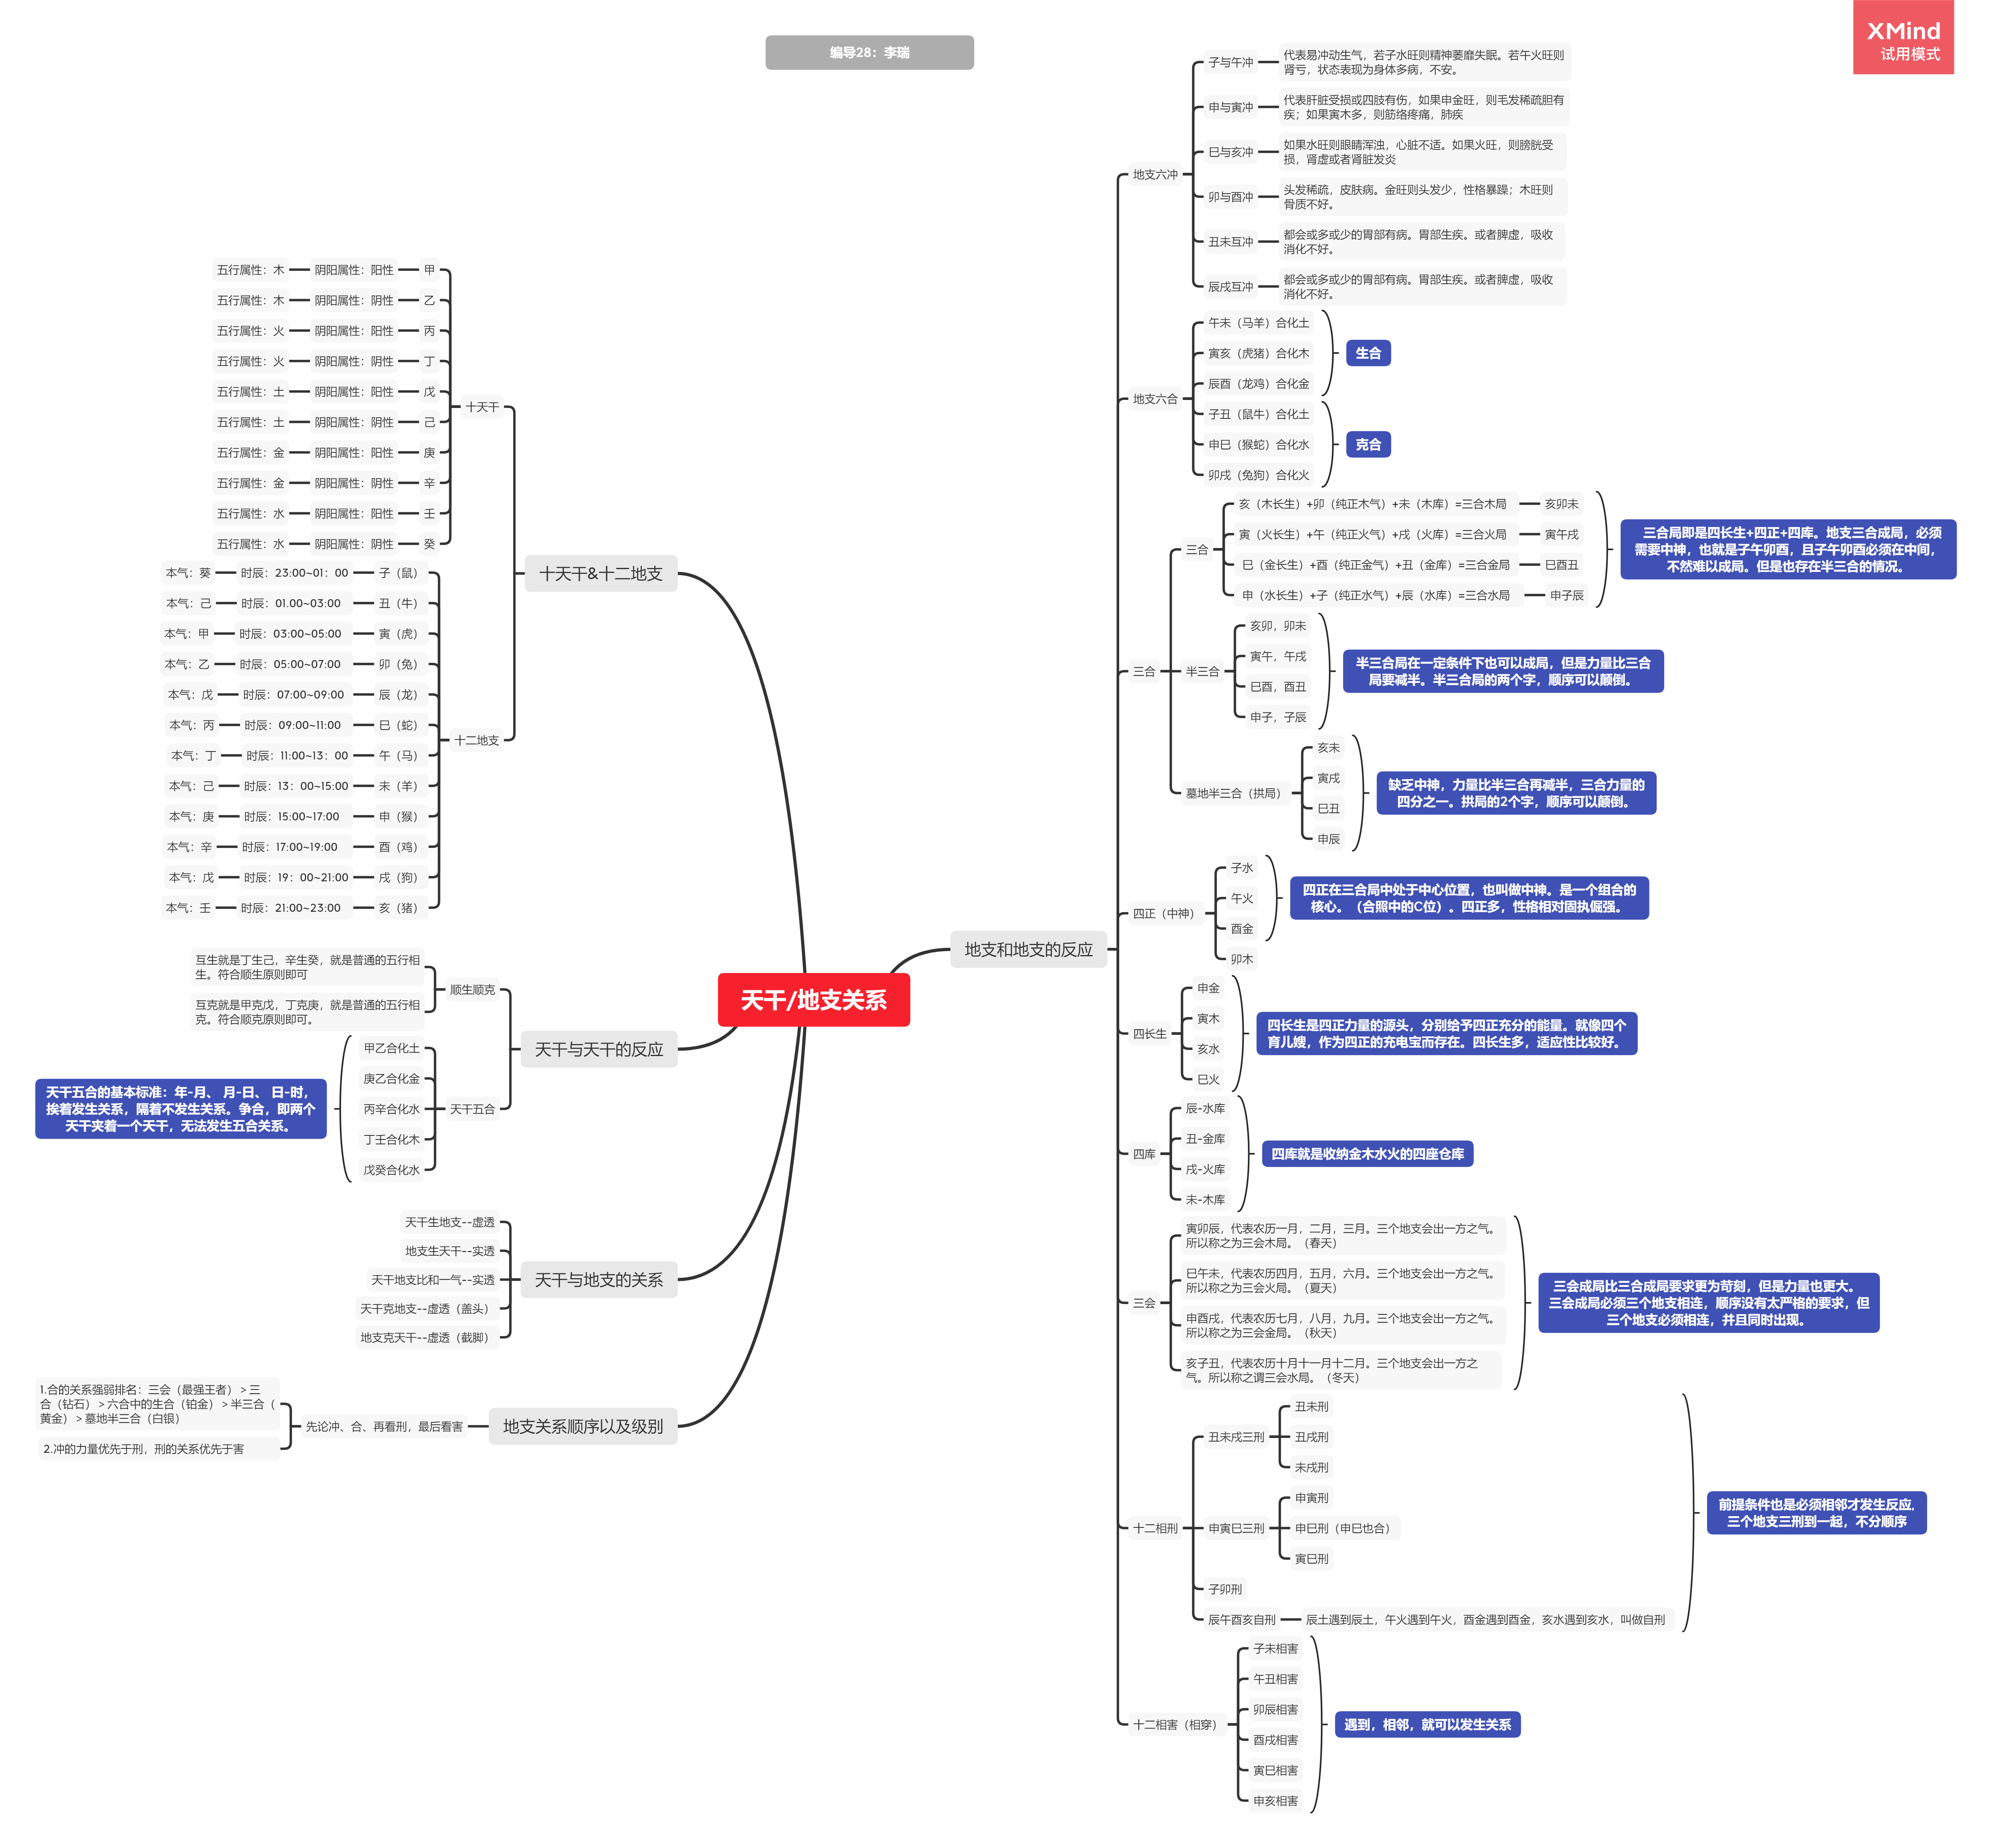 编导28：李瑞
XMind
试用模式
天干/地支关系
十天干&十二地支
十天干
甲
阴阳属性：阳性
五行属性：木
乙
阴阳属性：阴性
五行属性：木
丙
阴阳属性：阳性
五行属性：火
丁
阴阳属性：阴性
五行属性：火
戊
阴阳属性：阳性
五行属性：土
己
阴阳属性：阴性
五行属性：土
庚
阴阳属性：阳性
五行属性：金
辛
阴阳属性：阴性
五行属性：金
壬
阴阳属性：阳性
五行属性：水
癸
阴阳属性：阴性
五行属性：水
十二地支
子（鼠）
时辰：23:00~01：00
本气：葵
丑（牛）
时辰：01.00~03:00
本气：己
寅（虎）
时辰：03:00~05:00
本气：甲
卯（兔）
时辰：05:00~07:00
本气：乙
辰（龙）
时辰：07:00~09:00
本气：戊
巳（蛇）
时辰：09:00~11:00
本气：丙
午（马）
时辰：11:00~13：00
本气：丁
未（羊）
时辰：13：00~15:00
本气：己
申（猴）
时辰：15:00~17:00
本气：庚
酉（鸡）
时辰：17:00~19:00
本气：辛
戌（狗）
时辰：19：00~21:00
本气：戊
亥（猪）
时辰：21:00~23:00
本气：壬
天干与天干的反应
顺生顺克
互生就是丁生己，辛生癸，就是普通的五行相
生。符合顺生原则即可
互克就是甲克戊，丁克庚，就是普通的五行相
克。符合顺克原则即可。
天干五合
甲乙合化土
庚乙合化金
丙辛合化水
丁壬合化木
戊癸合化水
天干五合的基本标准：年-月、 月-日、 日-时，
挨着发生关系，隔着不发生关系。争合，即两个
天干夹着一个天干，无法发生五合关系。
天干与地支的关系
天干生地支--虚透
地支生天干--实透
天干地支比和一气--实透
天干克地支--虚透（盖头）
地支克天干--虚透（截脚）
地支关系顺序以及级别
先论冲、合、再看刑，最后看害
1.合的关系强弱排名：三会（最强王者）＞三
合（钻石）＞六合中的生合（铂金）＞半三合（
黄金）＞墓地半三合（白银）
2.冲的力量优先于刑，刑的关系优先于害
地支和地支的反应
地支六冲
子与午冲
代表易冲动生气，若子水旺则精神萎靡失眠。若午火旺则
肾亏，状态表现为身体多病，不安。
申与寅冲
代表肝脏受损或四肢有伤，如果申金旺，则毛发稀疏胆有
疾；如果寅木多，则筋络疼痛，肺疾
巳与亥冲
如果水旺则眼睛浑浊，心脏不适。如果火旺，则膀胱受
损，肾虚或者肾脏发炎
卯与酉冲
头发稀疏，皮肤病。金旺则头发少，性格暴躁；木旺则
骨质不好。
丑未互冲
都会或多或少的胃部有病。胃部生疾。或者脾虚，吸收
消化不好。
辰戌互冲
都会或多或少的胃部有病。胃部生疾。或者脾虚，吸收
消化不好。
地支六合
午未（马羊）合化土
寅亥（虎猪）合化木
辰酉（龙鸡）合化金
生合
子丑（鼠牛）合化土
申巳（猴蛇）合化水
卯戌（兔狗）合化火
克合
三合
三合
亥（木长生）+卯（纯正木气）+未（木库）=三合木局
亥卯未
寅（火长生）+午（纯正火气）+戌（火库）=三合火局
寅午戌
巳（金长生）+酉（纯正金气）+丑（金库）=三合金局
巳酉丑
申（水长生）+子（纯正水气）+辰（水库）=三合水局
申子辰
三合局即是四长生+四正+四库。地支三合成局，必须
需要中神，也就是子午卯酉，且子午卯酉必须在中间，
不然难以成局。但是也存在半三合的情况。
半三合
亥卯，卯未
寅午，午戌
巳酉，酉丑
申子，子辰
半三合局在一定条件下也可以成局，但是力量比三合
局要减半。半三合局的两个字，顺序可以颠倒。
墓地半三合（拱局）
亥未
寅戌
巳丑
申辰
缺乏中神，力量比半三合再减半，三合力量的
四分之一。拱局的2个字，顺序可以颠倒。
四正（中神）
子水
午火
酉金
卯木
四正在三合局中处于中心位置，也叫做中神。是一个组合的
核心。（合照中的C位）。四正多，性格相对固执倔强。
四长生
申金
寅木
亥水
巳火
四长生是四正力量的源头，分别给予四正充分的能量。就像四个
育儿嫂，作为四正的充电宝而存在。四长生多，适应性比较好。
四库
辰-水库
丑-金库
戌-火库
未-木库
四库就是收纳金木水火的四座仓库
三会
寅卯辰，代表农历一月，二月，三月。三个地支会出一方之气。
所以称之为三会木局。（春天）
巳午未，代表农历四月，五月，六月。三个地支会出一方之气。
所以称之为三会火局。（夏天）
申酉戌，代表农历七月，八月，九月。三个地支会出一方之气。
所以称之为三会金局。（秋天）
亥子丑，代表农历十月十一月十二月。三个地支会出一方之
气。所以称之谓三会水局。（冬天）
三会成局比三合成局要求更为苛刻，但是力量也更大。
三会成局必须三个地支相连，顺序没有太严格的要求，但
三个地支必须相连，并且同时出现。
十二相刑
丑未戌三刑
丑未刑
丑戌刑
未戌刑
申寅巳三刑
申寅刑
申巳刑（申巳也合）
寅巳刑
子卯刑
辰午酉亥自刑
辰土遇到辰土，午火遇到午火，酉金遇到酉金，亥水遇到亥水，叫做自刑
前提条件也是必须相邻才发生反应,
三个地支三刑到一起，不分顺序
十二相害（相穿）
子未相害
午丑相害
卯辰相害
酉戌相害
寅巳相害
申亥相害
遇到，相邻，就可以发生关系